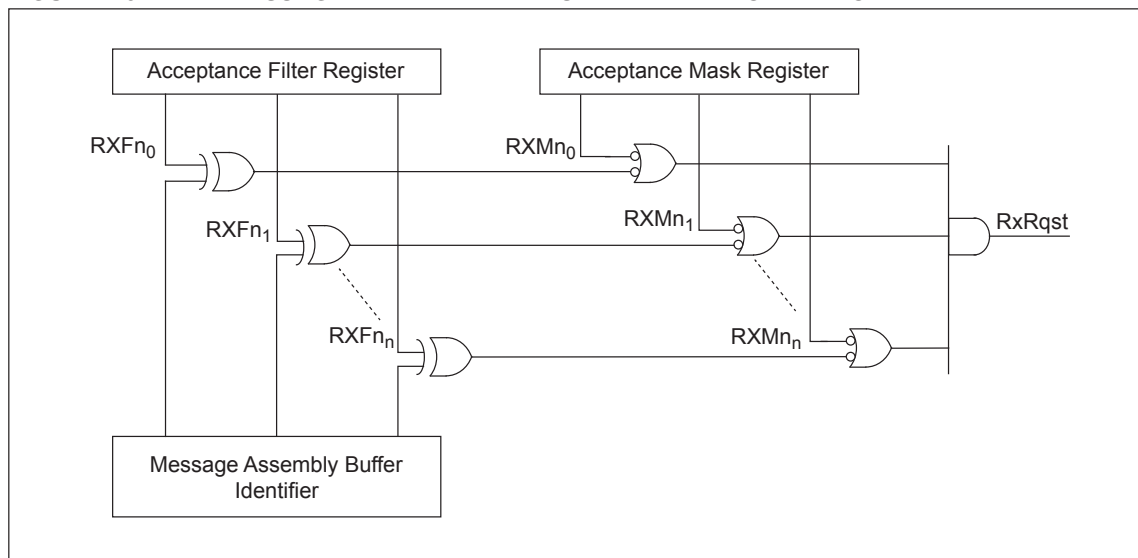 Acceptance Filter Register
Acceptance Mask Register
RXFn0
RXMn0
RXFn1
RXMn1
RxRqst
RXFnn
RXMnn
Message Assembly Buffer
Identifier